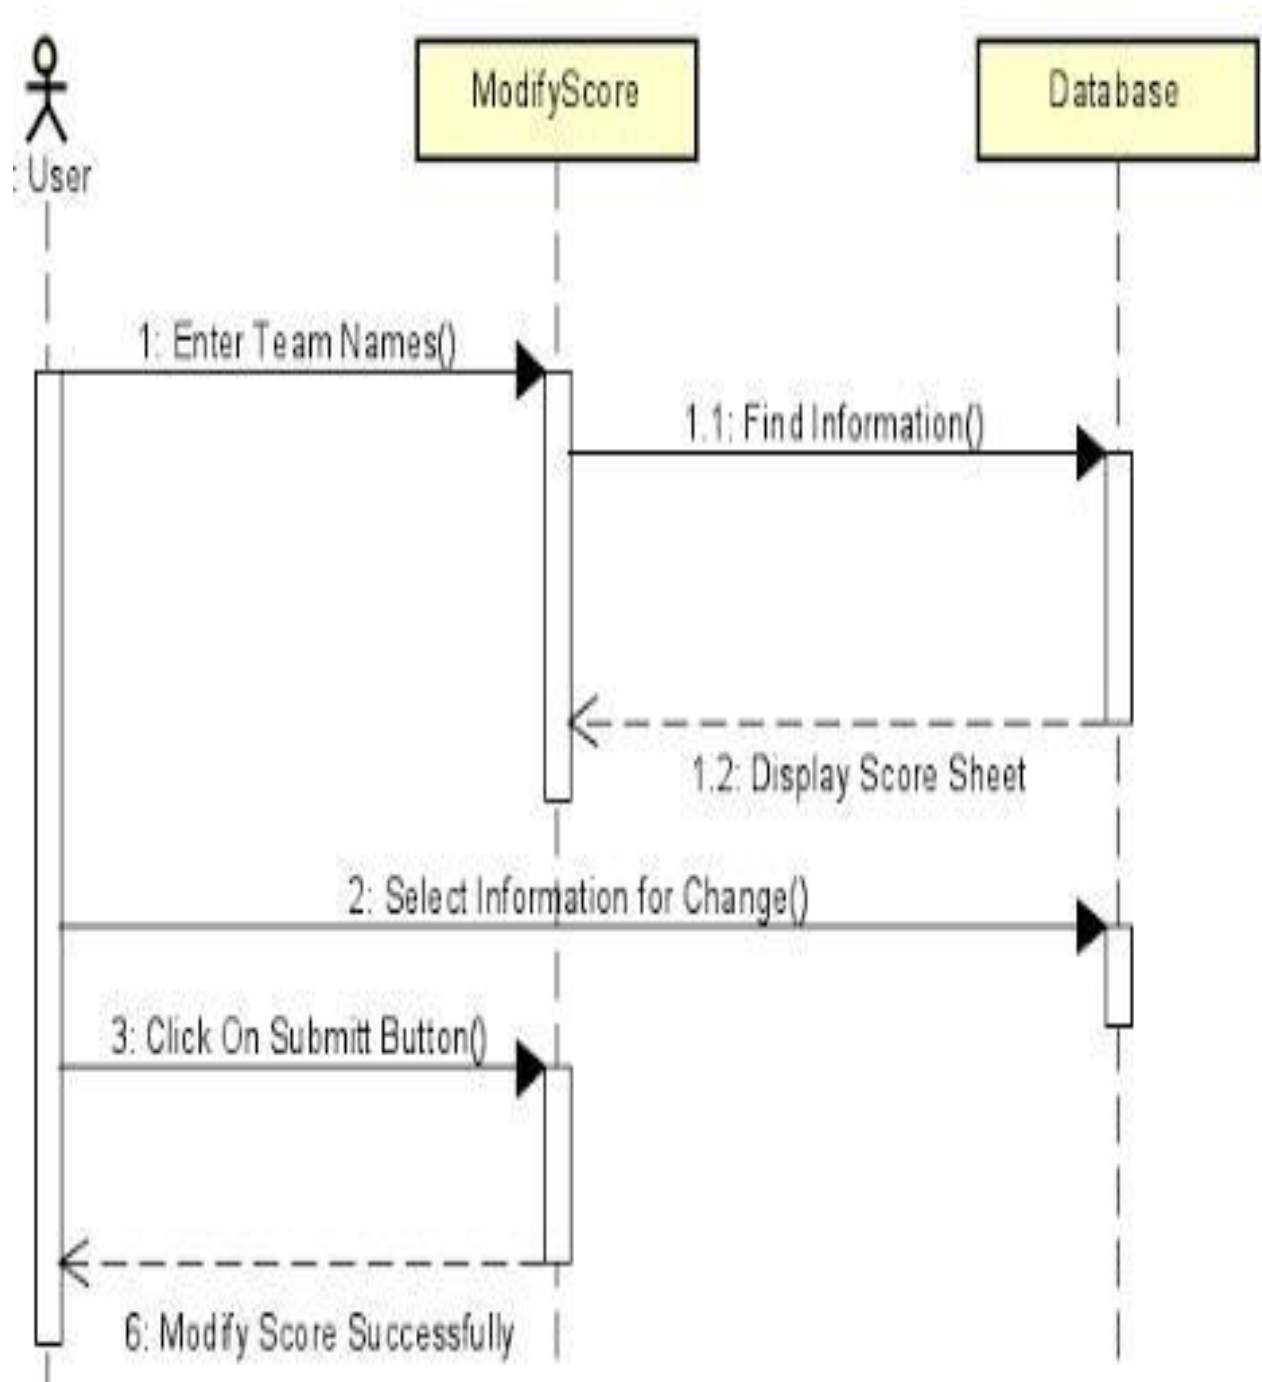 ModifyScore
Database
: User
1: Enter Team Names()
1.1: Find Information()
1.2: Display Score Sheet
2: Select Information for Change()
3: Click On Submitt Button()
6: Modify Score Successfully